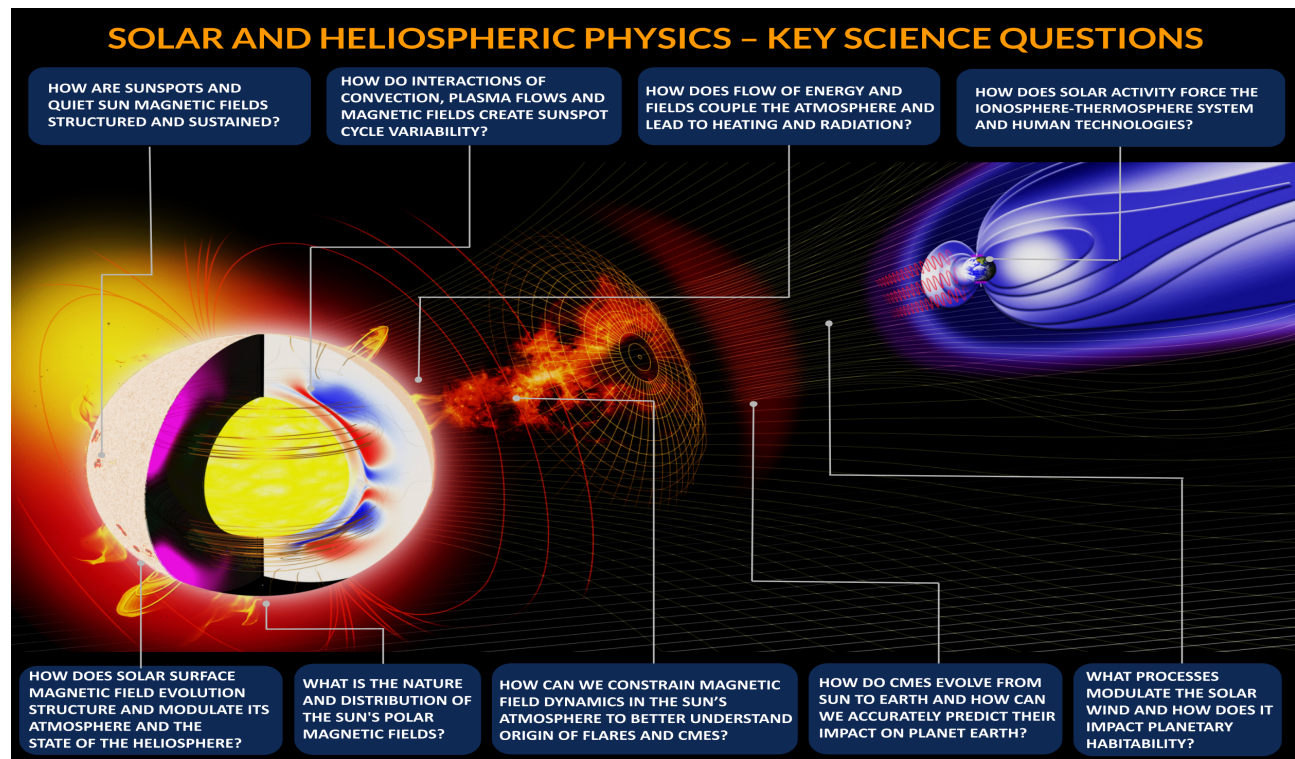 SOLAR AND HELIOSPHERIC PHYSICS – KEY SCIENCE QUESTIONS
HOW ARE SUNSPOTS AND
QUIET SUN MAGNETIC FIELDS
STRUCTURED AND SUSTAINED?
HOW DO INTERACTIONS OF
CONVECTION, PLASMA FLOWS AND
MAGNETIC FIELDS CREATE SUNSPOT
CYCLE VARIABILITY?
HOW DOES FLOW OF ENERGY AND
FIELDS COUPLE THE ATMOSPHERE AND
LEAD TO HEATING AND RADIATION?
HOW DOES SOLAR ACTIVITY FORCE THE
IONOSPHERE-THERMOSPHERE SYSTEM
AND HUMAN TECHNOLOGIES?
HOW DOES SOLAR SURFACE
MAGNETIC FIELD EVOLUTION
STRUCTURE AND MODULATE ITS
ATMOSPHERE AND THE
STATE OF THE HELIOSPHERE?
WHAT IS THE NATURE
AND DISTRIBUTION OF
THE SUN'S POLAR
MAGNETIC FIELDS?
HOW CAN WE CONSTRAIN MAGNETIC
FIELD DYNAMICS IN THE SUN’S
ATMOSPHERE TO BETTER UNDERSTAND
ORIGIN OF FLARES AND CMES?
HOW DO CMES EVOLVE FROM
SUN TO EARTH AND HOW CAN
WE ACCURATELY PREDICT THEIR
IMPACT ON PLANET EARTH?
WHAT PROCESSES
MODULATE THE SOLAR
WIND AND HOW DOES IT
IMPACT PLANETARY
HABITABILITY?